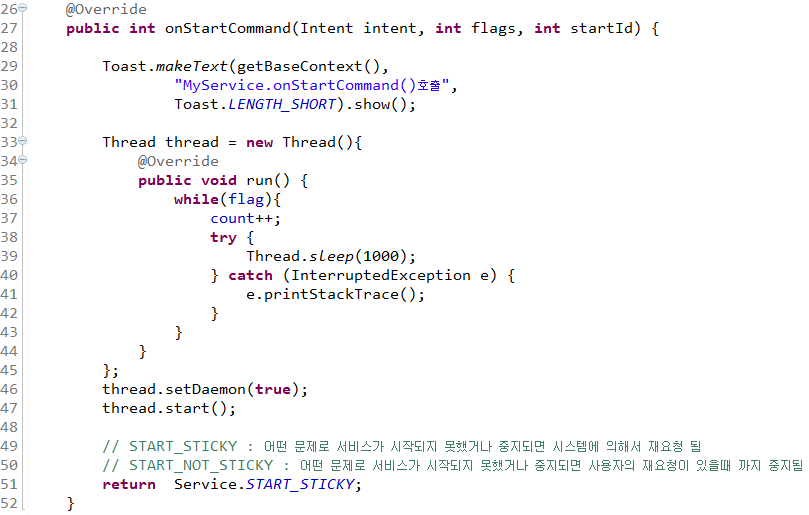 26 @Override
27 public int onStartCommand(Intent intent, int flags, int startId) {
28
29 Toast.makeText(getBaseContext(),
30 "MyService.onStartCommand()호출",
31 Toast.LENGTH_SHORT).show();
32
33 Thread thread = new Thread(){
34 @Override
35 public void run() {
36 while(flag){
37 count++;
38 try {
39 Thread.sleep(1000);
40 } catch (InterruptedException e) {
41 e.printStackTrace();
42 }
43 }
44 }
45 };
46 thread.setDaemon(true);
47 thread.start();
48
49 // START_STICKY : 어떤 문제로 서비스가 시작되지 못했거나 중지되면 시스템에 의해서 재요청 됨
50 // START_NOT_STICKY : 어떤 문제로 서비스가 시작되지 못했거나 중지되면 사용자의 재요청이 있을때 까지 중지됨
51 return Service.START_STICKY;
52 }